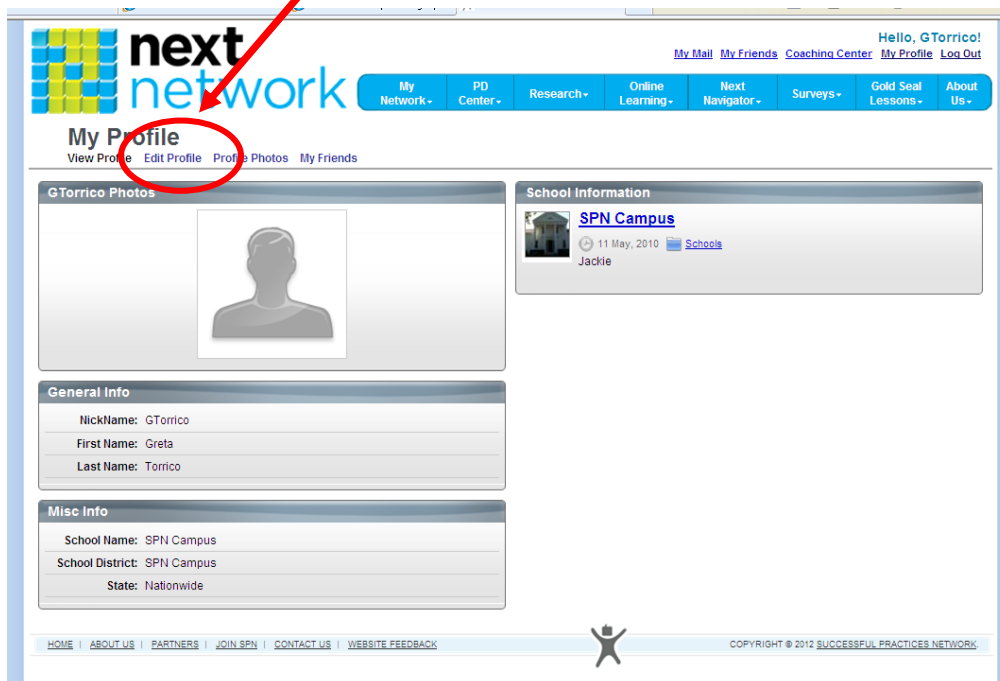 next
network
Hello, GTorrico!
My Mail My Friends Coaching Center My Profile Log Out
My Network PD Center Research Online Learning Next Navigator Surveys Gold Seal Lessons About Us
My Profile
View Profile Edit Profile Profile Photos My Friends
GTorrico Photos
School Information
SPN Campus
11 May, 2010 Schools
Jackie
General Info
NickName: GTorrico
First Name: Greta
Last Name: Torrico
Misc Info
School Name: SPN Campus
School District: SPN Campus
State: Nationwide
HOME | ABOUT US | PARTNERS | JOIN SPN | CONTACT US | WEBSITE FEEDBACK
COPYRIGHT © 2012 SUCCESSFUL PRACTICES NETWORK.